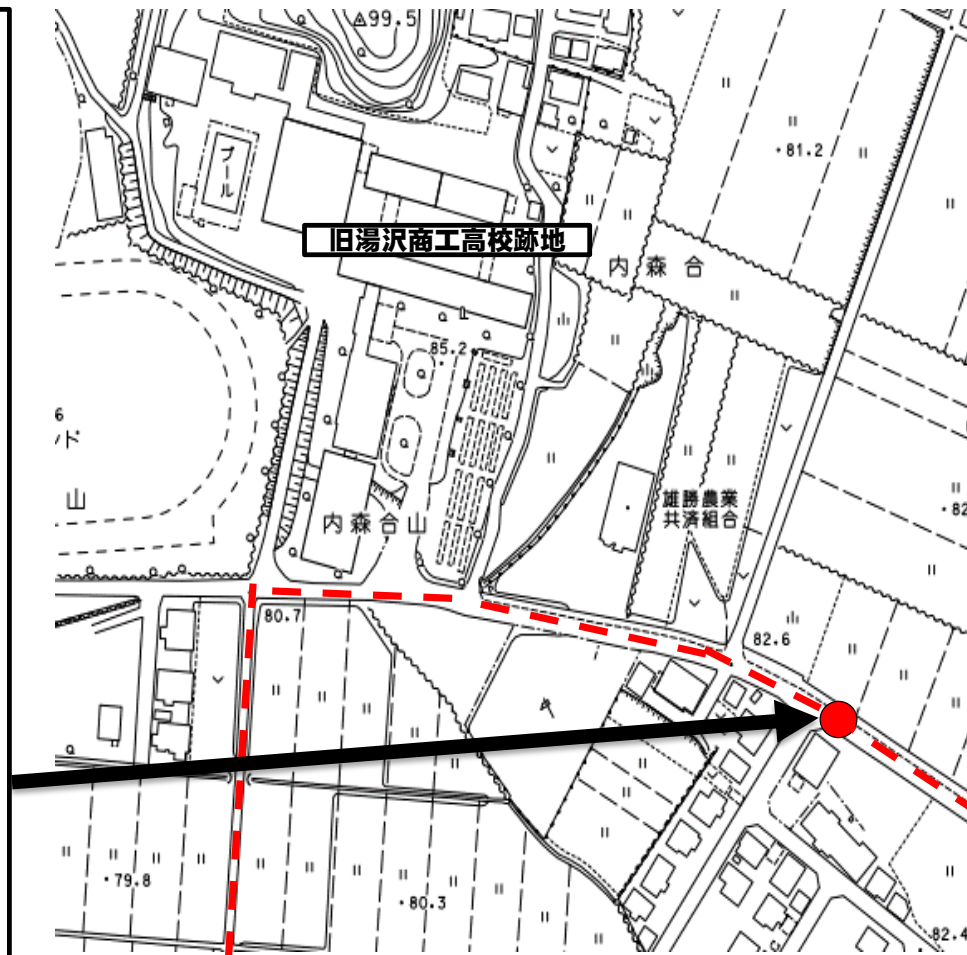 99.5
プール
81.2
旧湯沢商工高校跡地
内森合
85.2
6
ド
山
雄勝農業
共済組合
82
内森合山
80.7
82.6
79.8
80.3
82.4